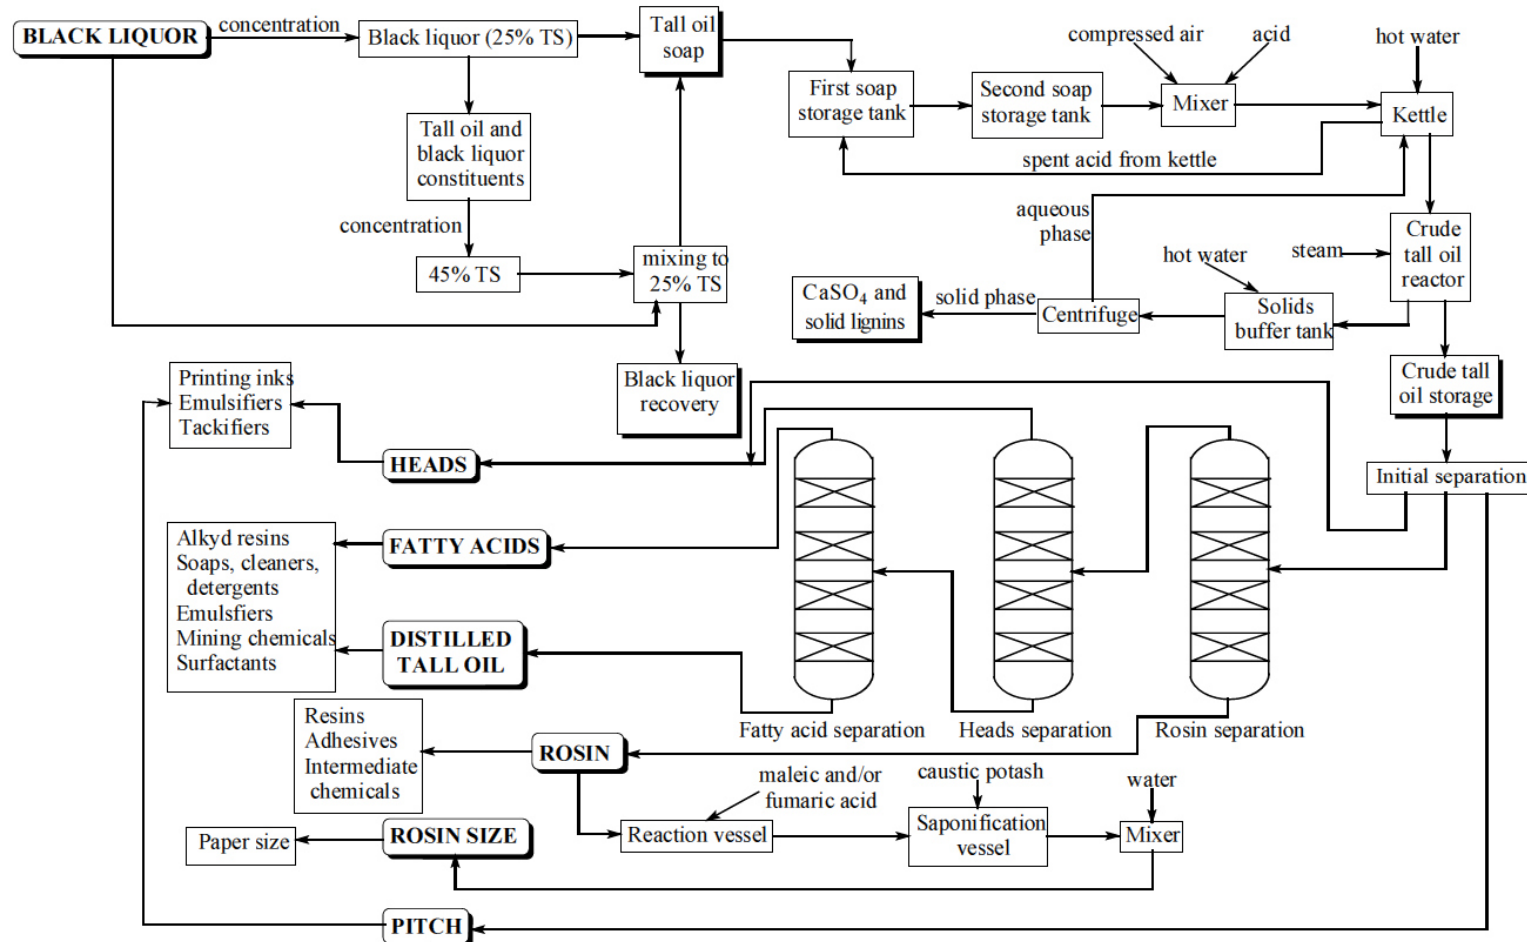 BLACK LIQUOR
concentration
Black liquor (25% TS)
Tall oil
soap
Tall oil and
black liquor
constituents
concentration
45% TS
mixing to
25% TS
Black liquor
recovery
First soap
storage tank
Second soap
storage tank
compressed air
acid
Mixer
hot water
Kettle
spent acid from kettle
aqueous
phase
Crude
tall oil
reactor
steam
hot water
Solids
buffer tank
Centrifuge
solid phase
CaSO4 and
solid lignins
Crude tall
oil storage
Initial separation
Printing inks
Emulsifiers
Tackifiers
HEADS
Alkyd resins
Soaps, cleaners,
detergents
Emulsfiers
Mining chemicals
Surfactants
FATTY ACIDS
DISTILLED
TALL OIL
Fatty acid separation
Heads separation
Rosin separation
Resins
Adhesives
Intermediate
chemicals
ROSIN
maleic and/or
fumaric acid
caustic potash
water
Reaction vessel
Saponification
vessel
Mixer
Paper size
ROSIN SIZE
PITCH